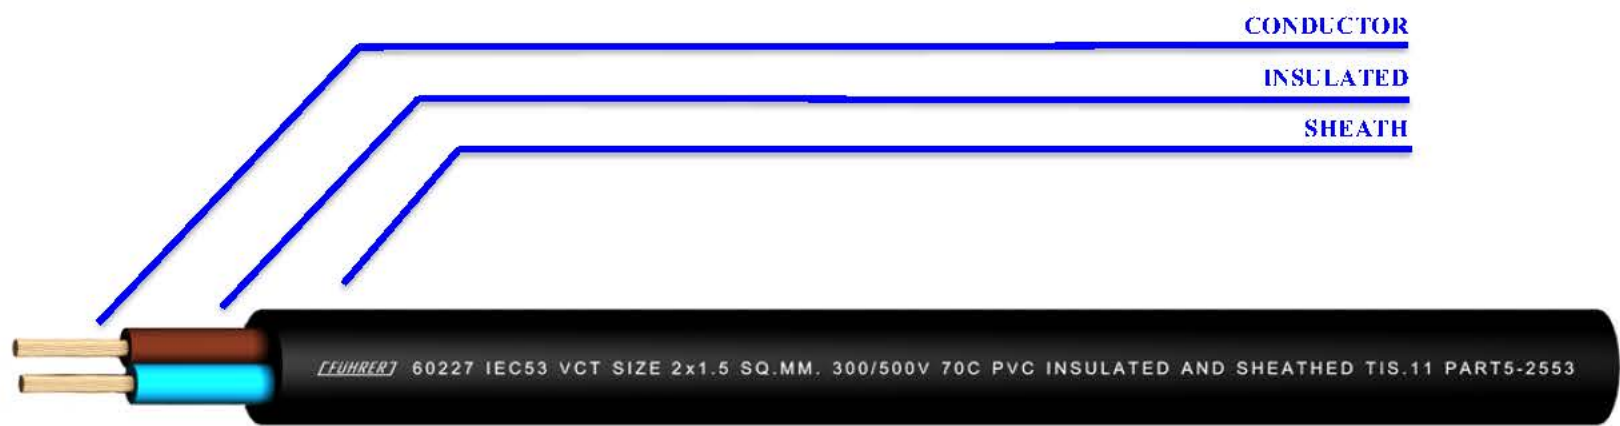 CONDUCTOR
INSULATED
SHEATH
FUHRER 60227 IEC53 VCT SIZE 2x1.5 SQ.MM. 300/500V 70C PVC INSULATED AND SHEATHED TIS.11 PART5-2553